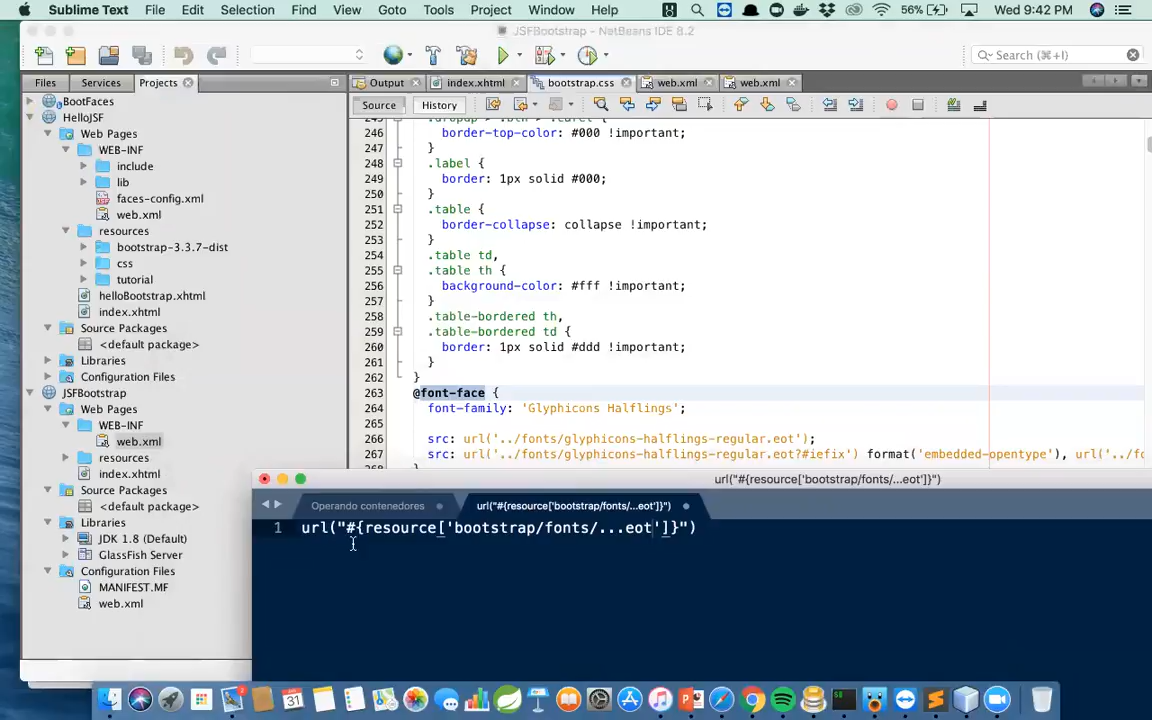 Sublime Text File Edit Selection Find View Goto Tools Project Window Help 56% Wed 9:42 PM
JSFBootstrap - NetBeans IDE 8.2
Search (⌘+I)
Files Services Projects Output index.xhtml bootstrap.css web.xml web.xml
Source History
BootFaces
HelloJSF
Web Pages
WEB-INF
include
lib
faces-config.xml
web.xml
resources
bootstrap-3.3.7-dist
css
tutorial
helloBootstrap.xhtml
index.xhtml
Source Packages
<default package>
Libraries
Configuration Files
JSFBootstrap
Web Pages
WEB-INF
web.xml
resources
index.xhtml
Source Packages
<default package>
Libraries
JDK 1.8 (Default)
GlassFish Server
Configuration Files
MANIFEST.MF
web.xml
246 border-top-color: #000 !important;
247 }
248 .label {
249 border: 1px solid #000;
250 }
251 .table {
252 border-collapse: collapse !important;
253 }
254 .table td,
255 .table th {
256 background-color: #fff !important;
257 }
258 .table-bordered th,
259 .table-bordered td {
260 border: 1px solid #ddd !important;
261 }
262 }
263 @font-face {
264 font-family: 'Glyphicons Halflings';
266 src: url('../fonts/glyphicons-halflings-regular.eot');
267 src: url('../fonts/glyphicons-halflings-regular.eot?#iefix') format('embedded-opentype'), url('../fo
url("#{resource['bootstrap/fonts/...eot']}")
Operando contenedores url("#{resource['bootstrap/fonts/...eot']}")
1 url("#{resource['bootstrap/fonts/...eot']}")